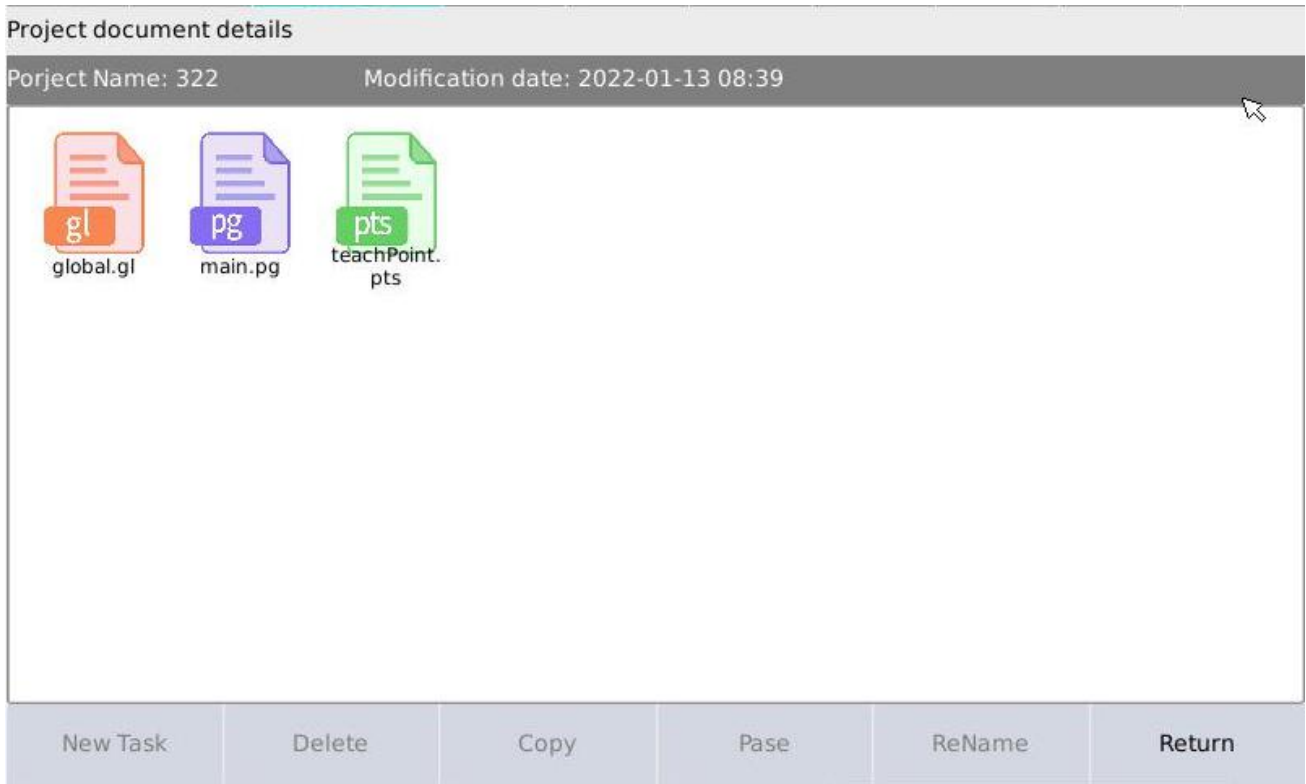 Project document details
Porject Name: 322 Modification date: 2022-01-13 08:39
gl pg pts
global.gl main.pg teachPoint.
pts
New Task Delete Copy Pase ReName Return